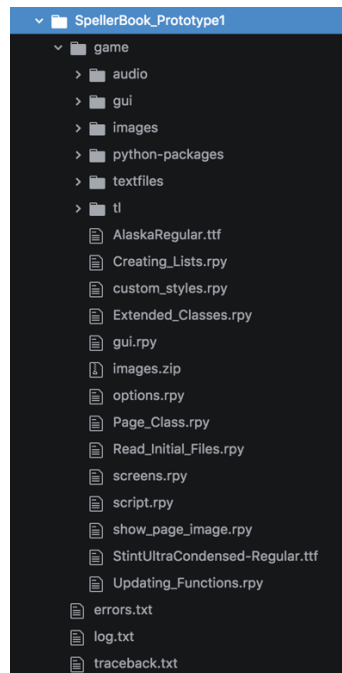 SpellerBook_Prototype1
game
audio
gui
images
python-packages
textfiles
tl
AlaskaRegular.ttf
Creating_Lists.rpy
custom_styles.rpy
Extended_Classes.rpy
gui.rpy
images.zip
options.rpy
Page_Class.rpy
Read_Initial_Files.rpy
screens.rpy
script.rpy
show_page_image.rpy
StintUltraCondensed-Regular.ttf
Updating_Functions.rpy
errors.txt
log.txt
traceback.txt